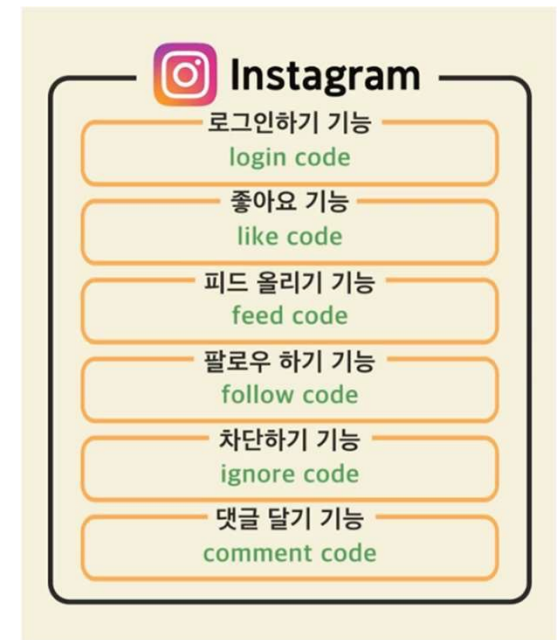 Instagram
로그인하기 기능
login code
좋아요 기능
like code
피드 올리기 기능
feed code
팔로우 하기 기능
follow code
차단하기 기능
ignore code
댓글 달기 기능
comment code